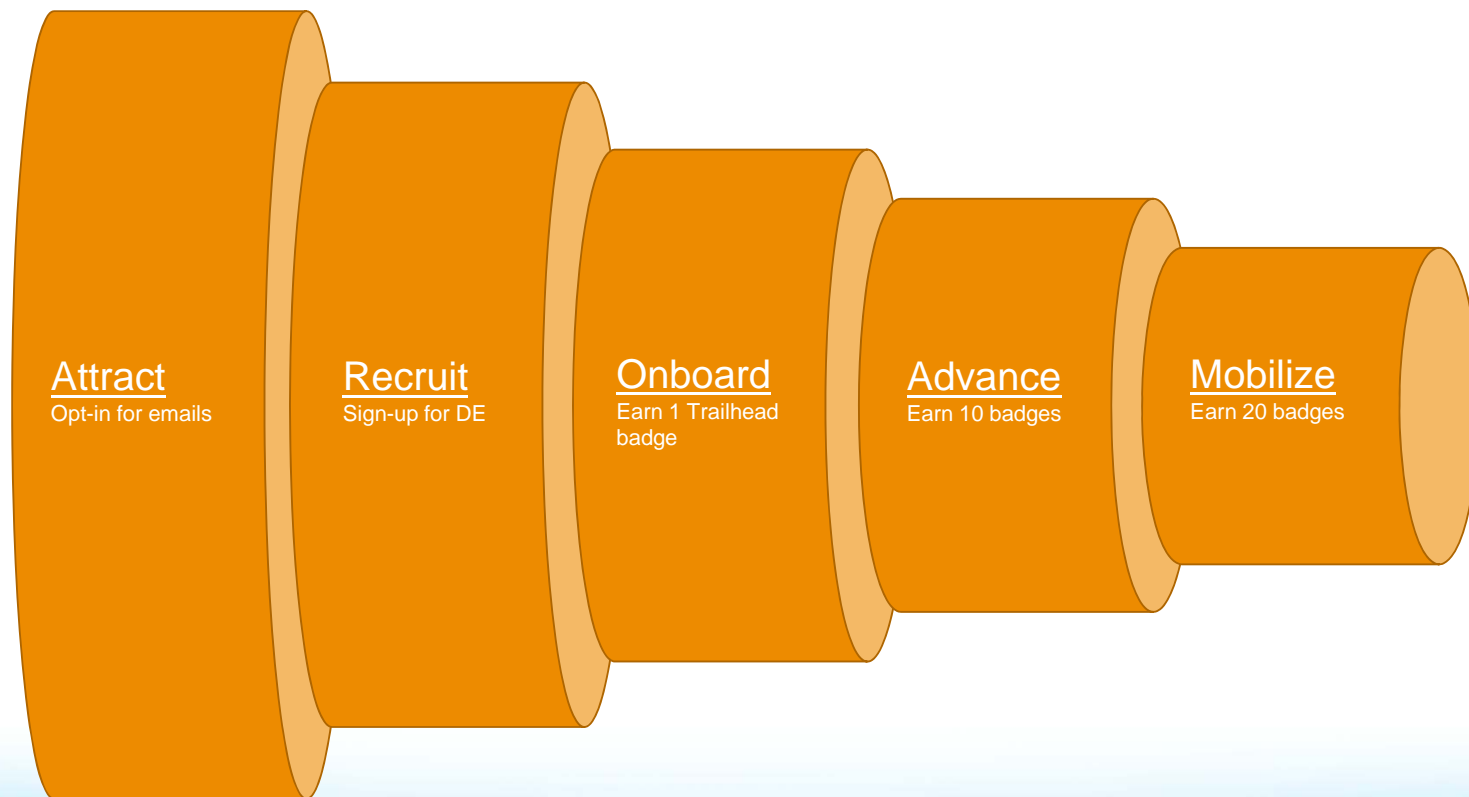 Attract
Opt-in for emails
Recruit
Sign-up for DE
Onboard
Earn 1 Trailhead
badge
Advance
Earn 10 badges
Mobilize
Earn 20 badges